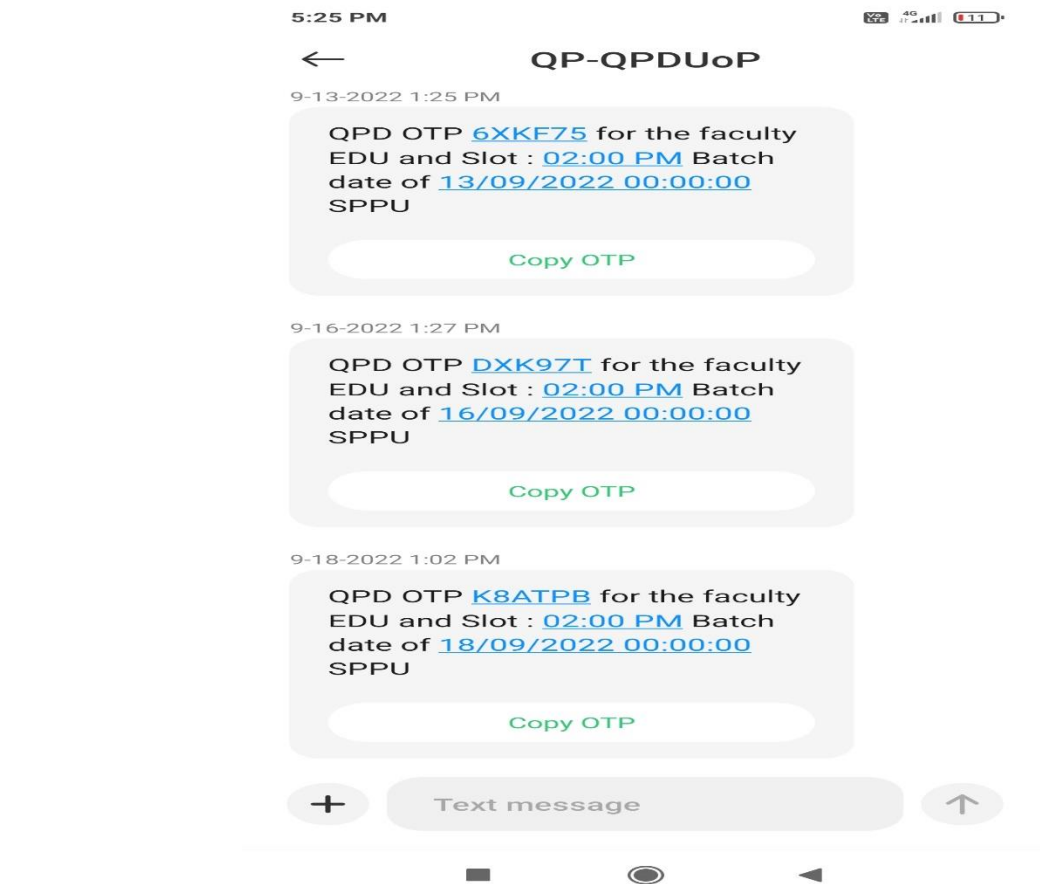 5:25 PM
Vo LTE 4G 11
QP-QPDUoP
9-13-2022 1:25 PM
QPD OTP 6XKF75 for the faculty
EDU and Slot : 02:00 PM Batch
date of 13/09/2022 00:00:00
SPPU
Copy OTP
9-16-2022 1:27 PM
QPD OTP DXK97T for the faculty
EDU and Slot : 02:00 PM Batch
date of 16/09/2022 00:00:00
SPPU
Copy OTP
9-18-2022 1:02 PM
QPD OTP K8ATPB for the faculty
EDU and Slot : 02:00 PM Batch
date of 18/09/2022 00:00:00
SPPU
Copy OTP
Text message